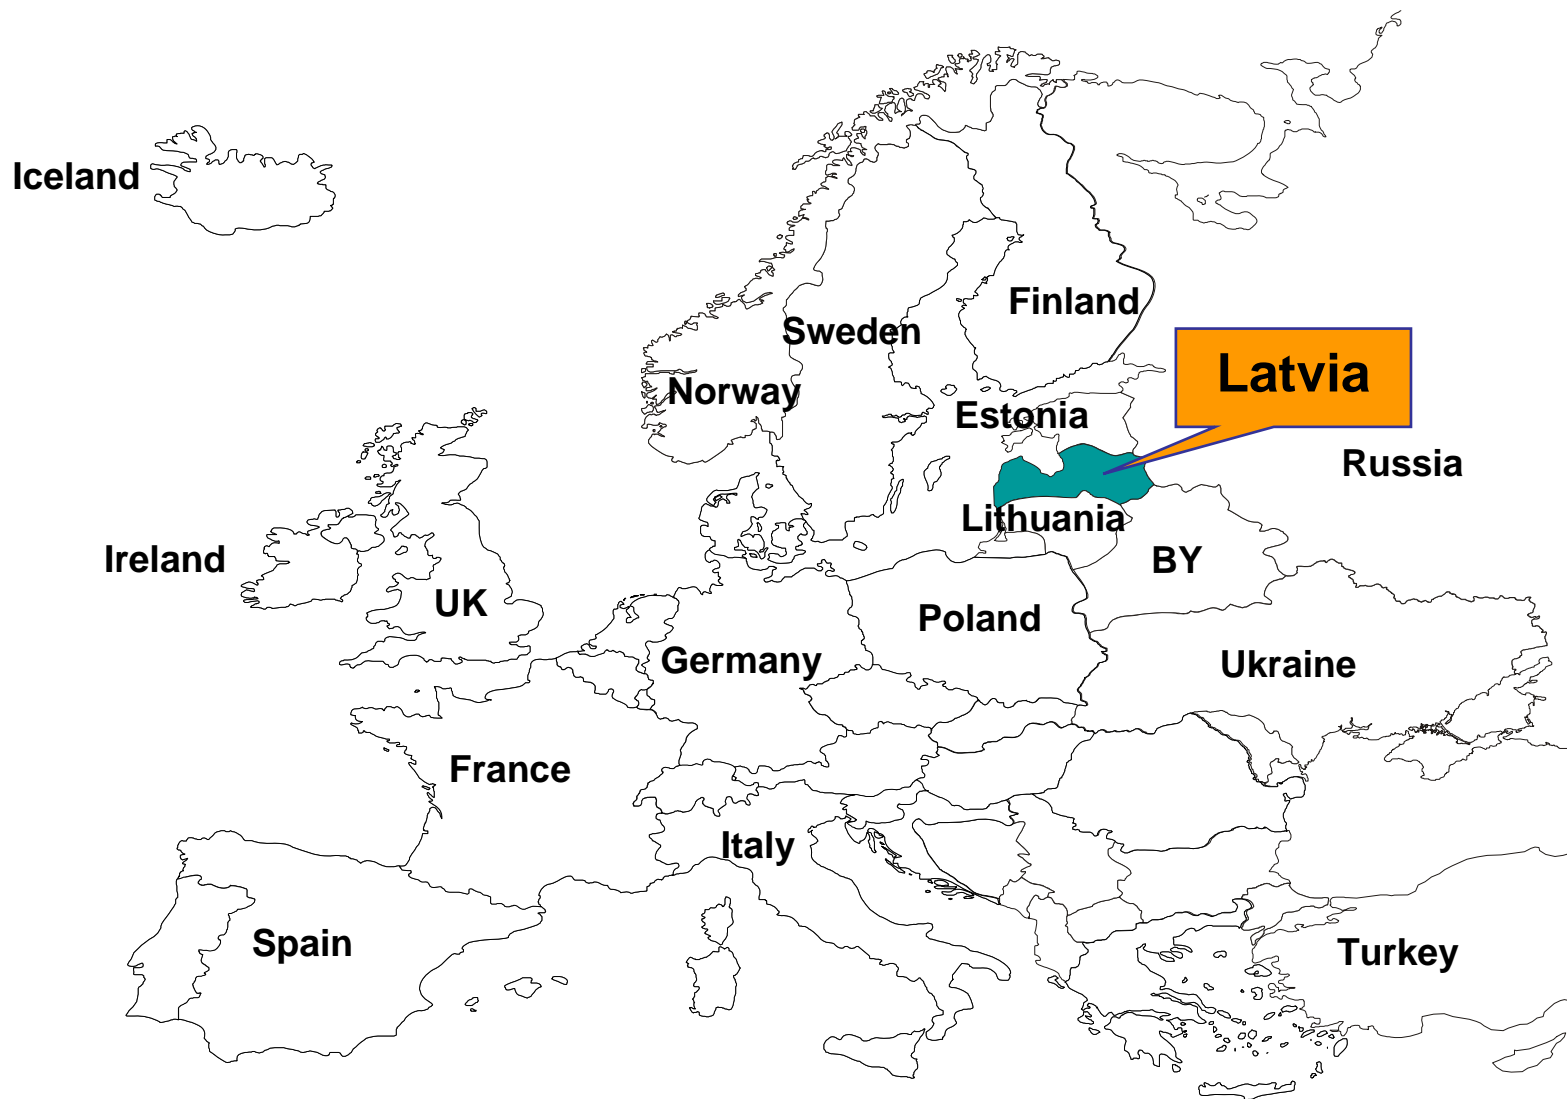 Iceland
Finland
Sweden
Latvia
Norway
Estonia
Russia
Lithuania
Ireland
BY
UK
Poland
Germany
Ukraine
France
Italy
Spain
Turkey